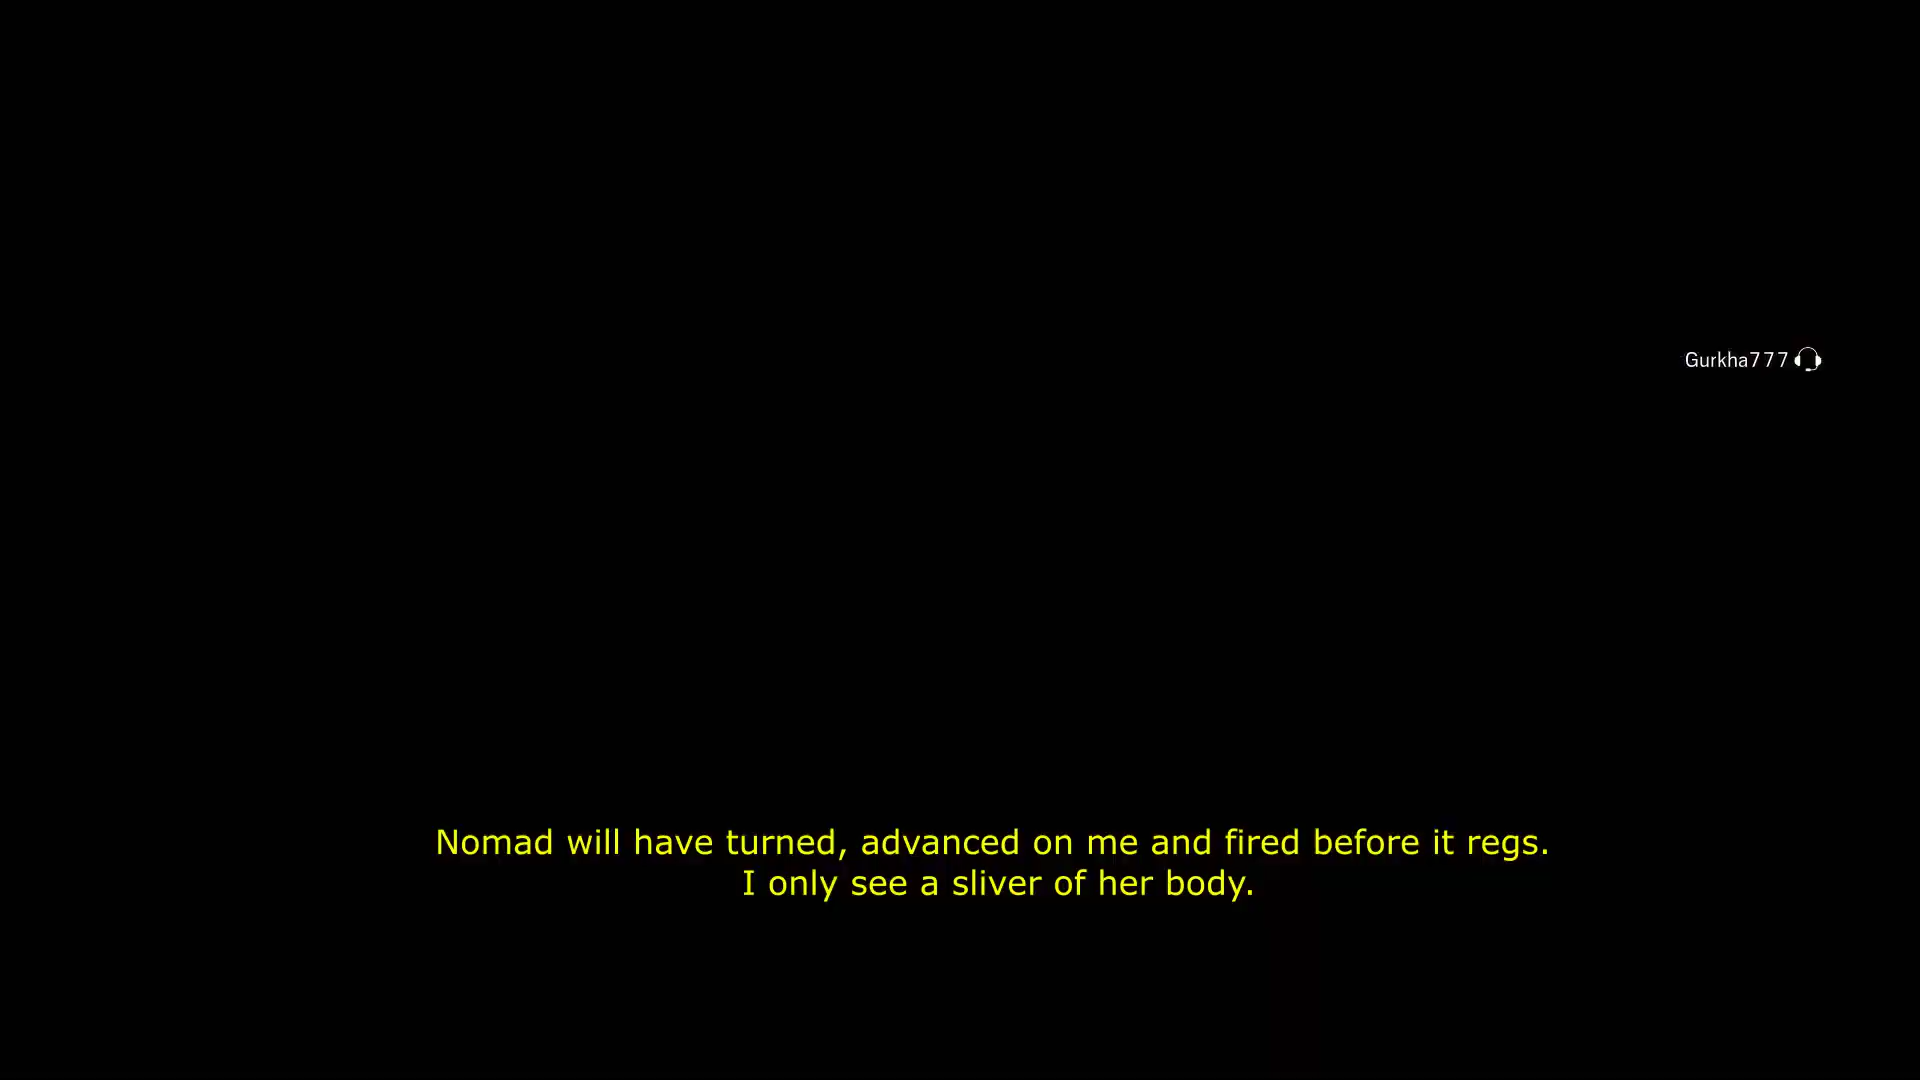 Gurkha777
Nomad will have turned, advanced on me and fired before it regs.
I only see a sliver of her body.